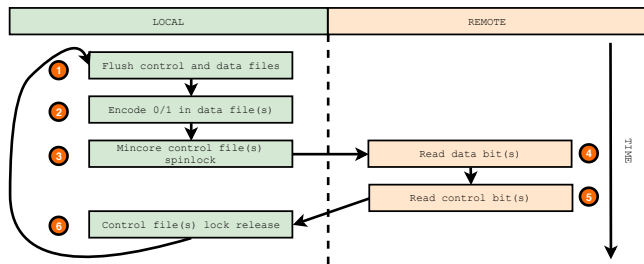 LOCAL
REMOTE
1
Flush control and data files
2
Encode 0/1 in data file(s)
3
Mincore control file(s)
spinlock
Read data bit(s)
4
Read control bit(s)
5
6
Control file(s) lock release
TIME